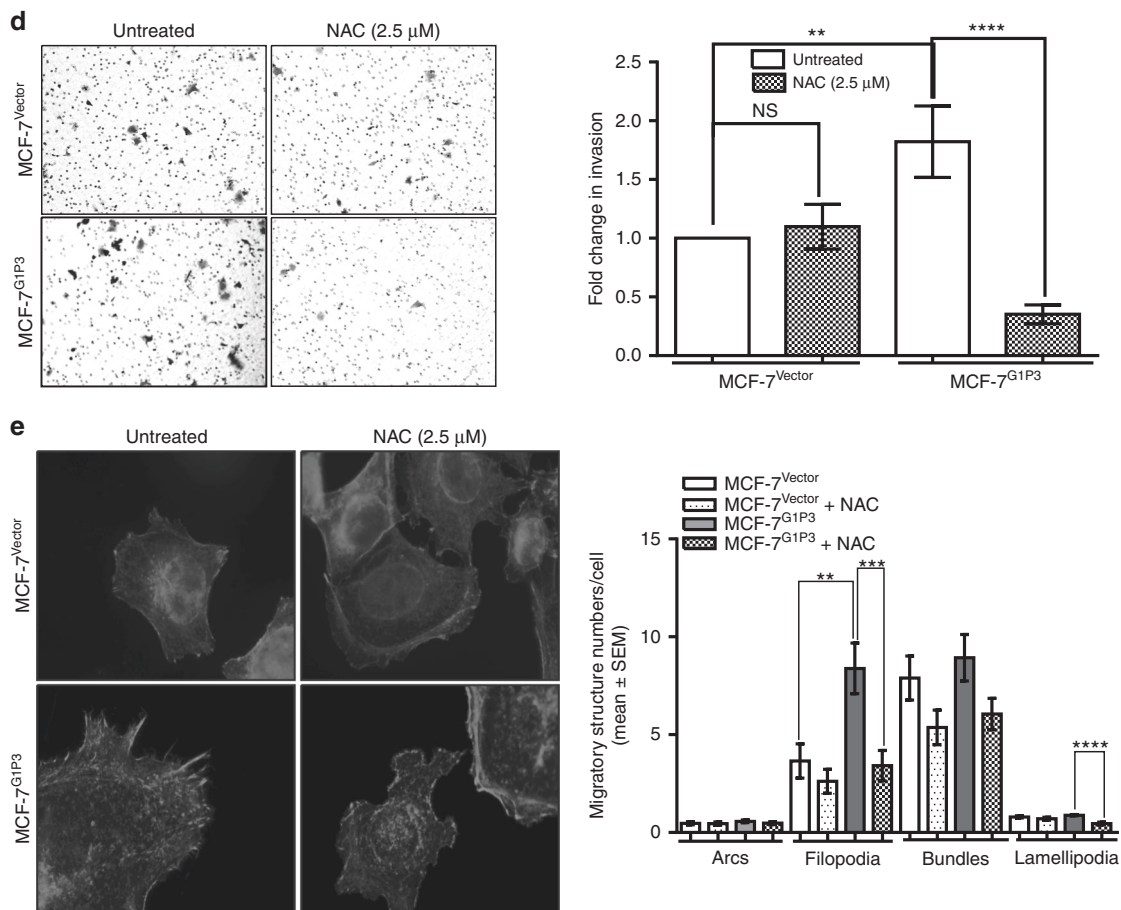 d
Untreated
NAC (2.5 μM)
MCF-7Vector
MCF-7G1P3
Fold change in invasion
2.5
2.0
1.5
1.0
0.5
0.0
**
****
NS
Untreated
NAC (2.5 μM)
MCF-7Vector
MCF-7G1P3
e
Untreated
NAC (2.5 μM)
MCF-7Vector
MCF-7G1P3
MCF-7Vector
MCF-7Vector + NAC
MCF-7G1P3
MCF-7G1P3 + NAC
Migratory structure numbers/cell
(mean ± SEM)
15
10
5
0
**
***
****
Arcs
Filopodia
Bundles
Lamellipodia